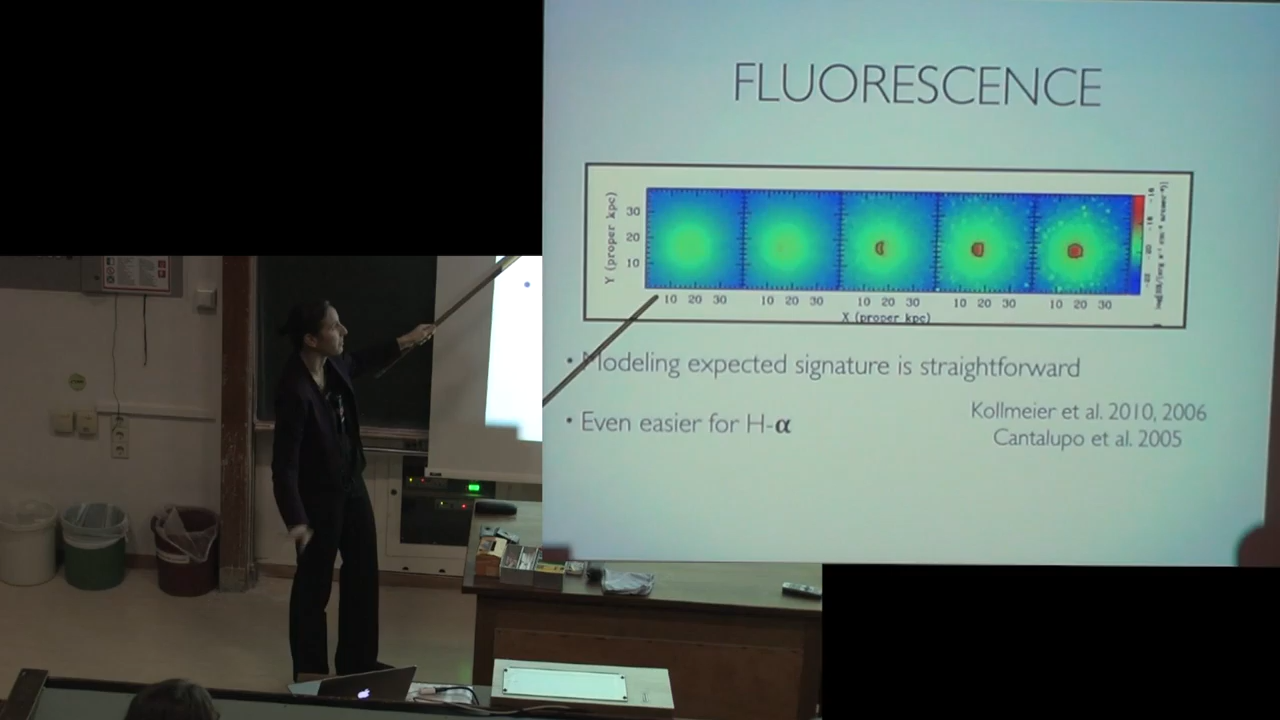 FLUORESCENCE
Y (proper kpc)
30
20
10
10 20 30 10 20 30 10 20 30 10 20 30 10 20 30
X (proper kpc)
• Modeling expected signature is straightforward
• Even easier for H-α
Kollmeier et al. 2010, 2006
Cantalupo et al. 2005